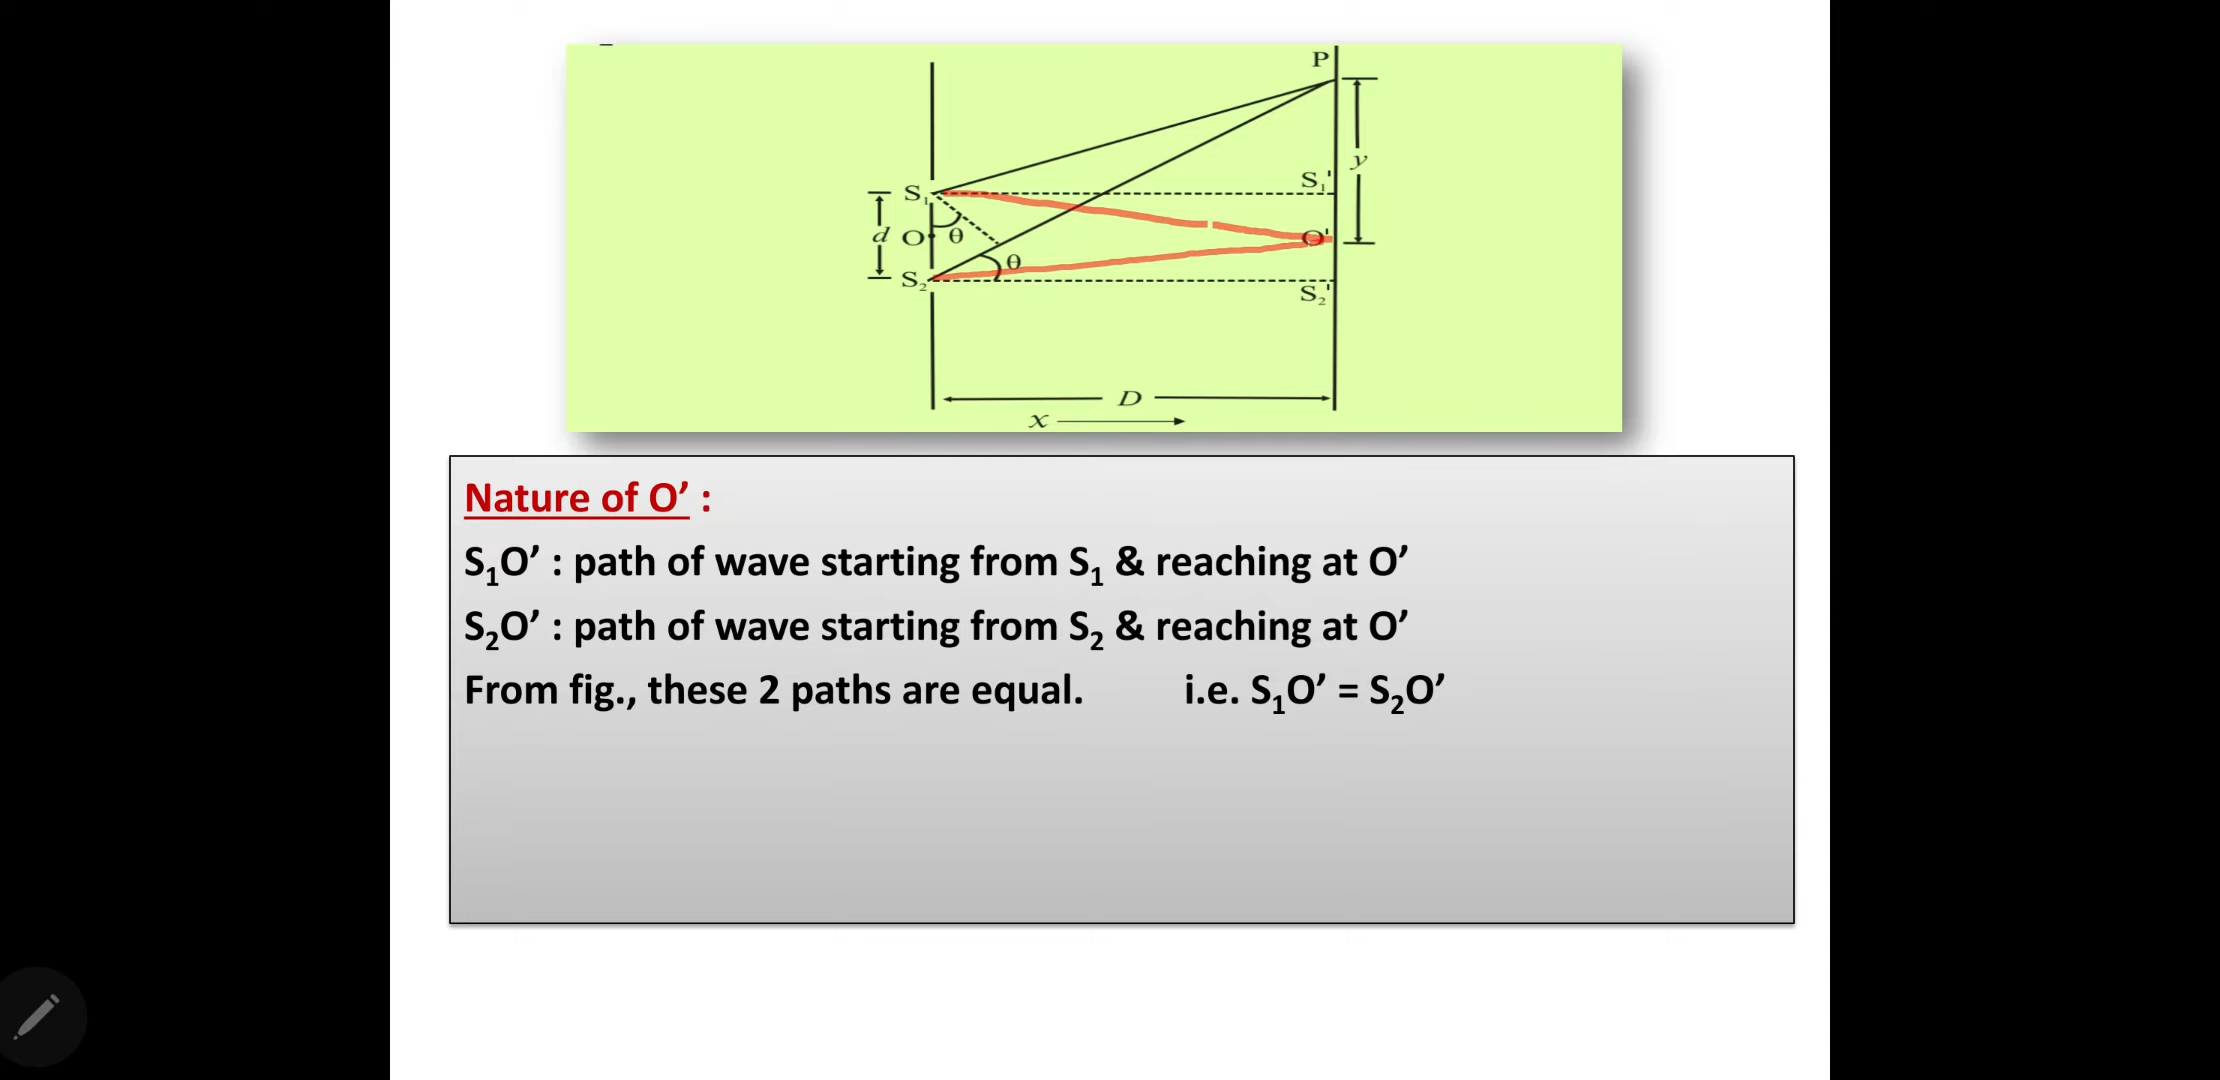 P
y
S₁'
S₁
d O θ O'
θ
S₂
S₂'
D
x
Nature of O’ :
S₁O’ : path of wave starting from S₁ & reaching at O’
S₂O’ : path of wave starting from S₂ & reaching at O’
From fig., these 2 paths are equal. i.e. S₁O’ = S₂O’